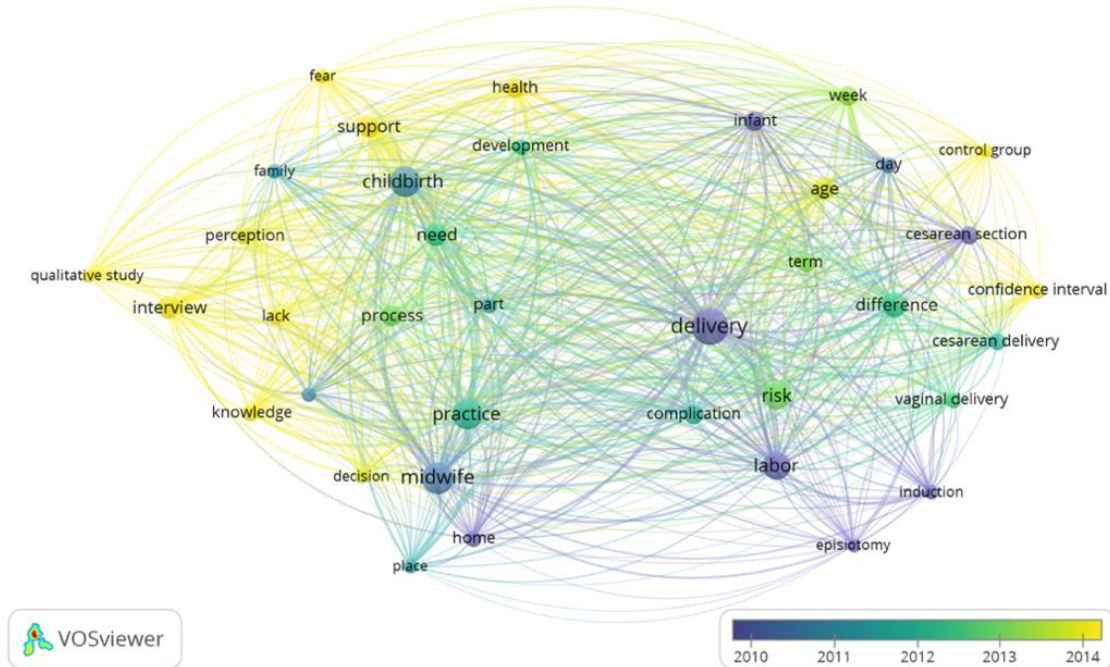 fear
health
week
infant
support
development
control group
day
family
childbirth
age
perception
need
cesarean section
term
qualitative study
confidence interval
interview
lack
process
part
difference
delivery
cesarean delivery
risk
vaginal delivery
knowledge
practice
complication
labor
decision
midwife
induction
home
episiotomy
place
VOSviewer
2010 2011 2012 2013 2014